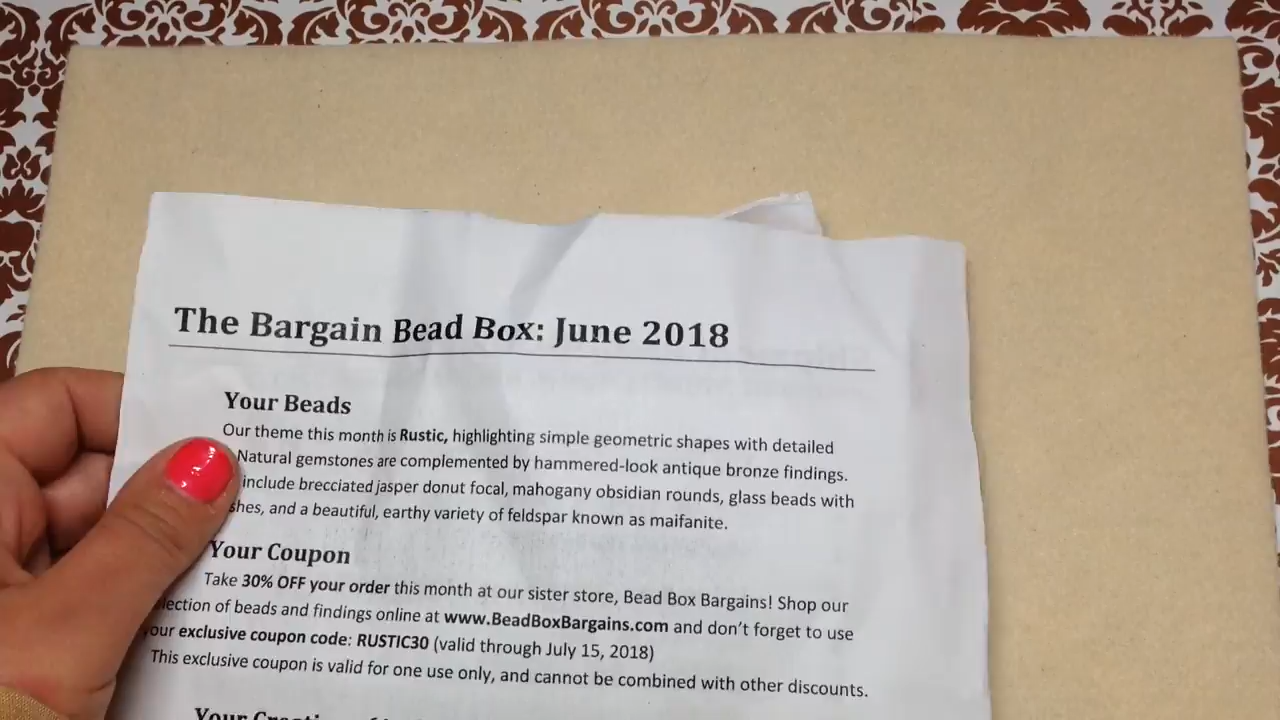 The Bargain Bead Box: June 2018
Your Beads
Our theme this month is Rustic, highlighting simple geometric shapes with detailed
Natural gemstones are complemented by hammered-look antique bronze findings.
include brecciated jasper donut focal, mahogany obsidian rounds, glass beads with
and a beautiful, earthy variety of feldspar known as maifanite.
Your Coupon
Take 30% OFF your order this month at our sister store, Bead Box Bargains! Shop our
of beads and findings online at www.BeadBoxBargains.com and don't forget to use
your exclusive coupon code: RUSTIC30 (valid through July 15, 2018)
This exclusive coupon is valid for one use only, and cannot be combined with other discounts.
Your